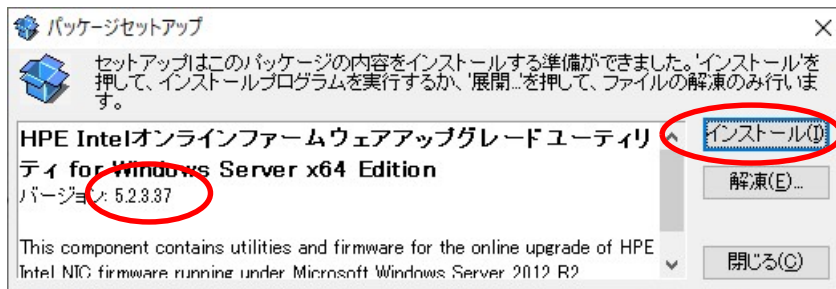 パッケージセットアップ
セットアップはこのパッケージの内容をインストールする準備ができました。'インストール'を
押して、インストールプログラムを実行するか、'展開...'を押して、ファイルの解凍のみ行いま
す。
HPE Intelオンラインファームウェアアップグレードユーティリ
ティ for Windows Server x64 Edition
バージョン: 5.2.3.37
This component contains utilities and firmware for the online upgrade of HPE
Intel NIC firmware running under Microsoft Windows Server 2012 R2
インストール(I)
解凍(E)...
閉じる(C)